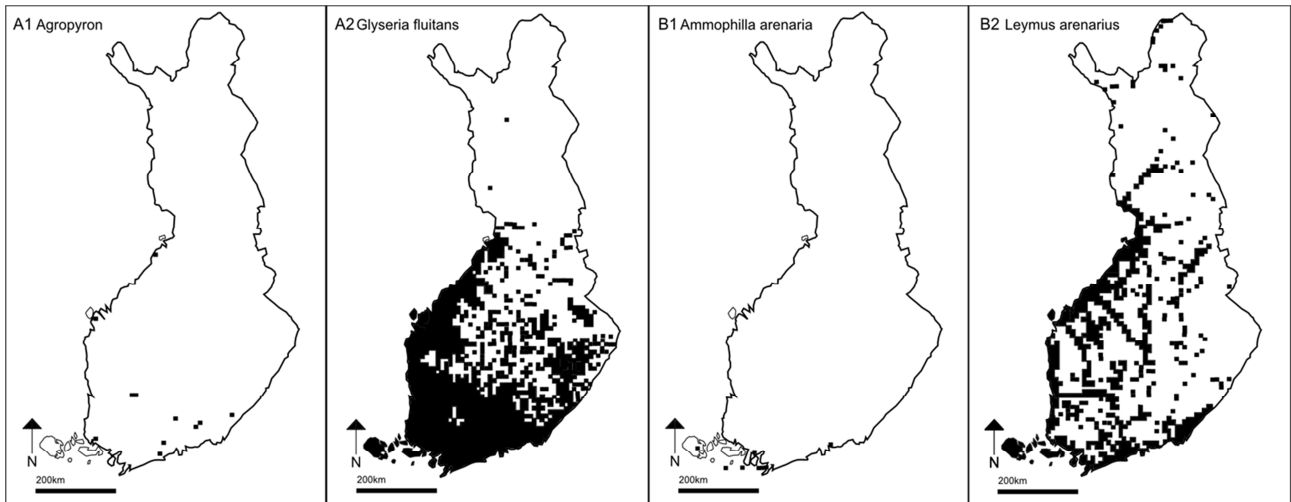 A1 Agropyron
A2 Glyseria fluitans
B1 Ammophilla arenaria
B2 Leymus arenarius
N
200km
N
200km
N
200km
N
200km